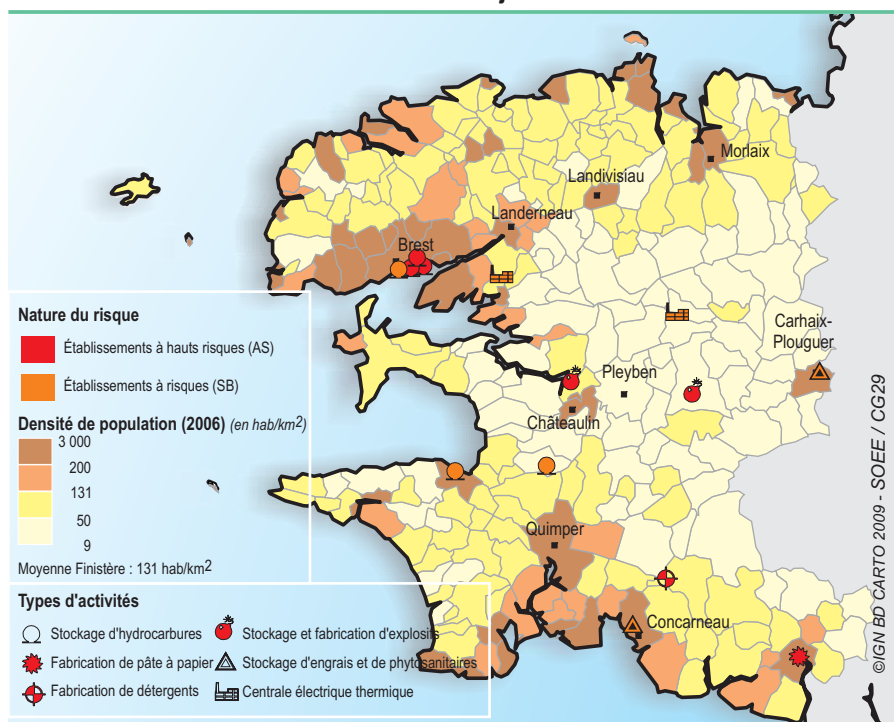 Morlaix
Landivisiau
Landerneau
Brest
Carhaix-
Plouguer
Pleyben
Châteaulin
Quimper
Concarneau
Nature du risque
Établissements à hauts risques (AS)
Établissements à risques (SB)
Densité de population (2006) (en hab/km²)
3 000
200
131
50
9
Moyenne Finistère : 131 hab/km²
Types d'activités
Stockage d'hydrocarbures
Stockage et fabrication d'explosifs
Fabrication de pâte à papier
Stockage d'engrais et de phytosanitaires
Fabrication de détergents
Centrale électrique thermique
©IGN BD CARTO 2009 - SOEE / CG29